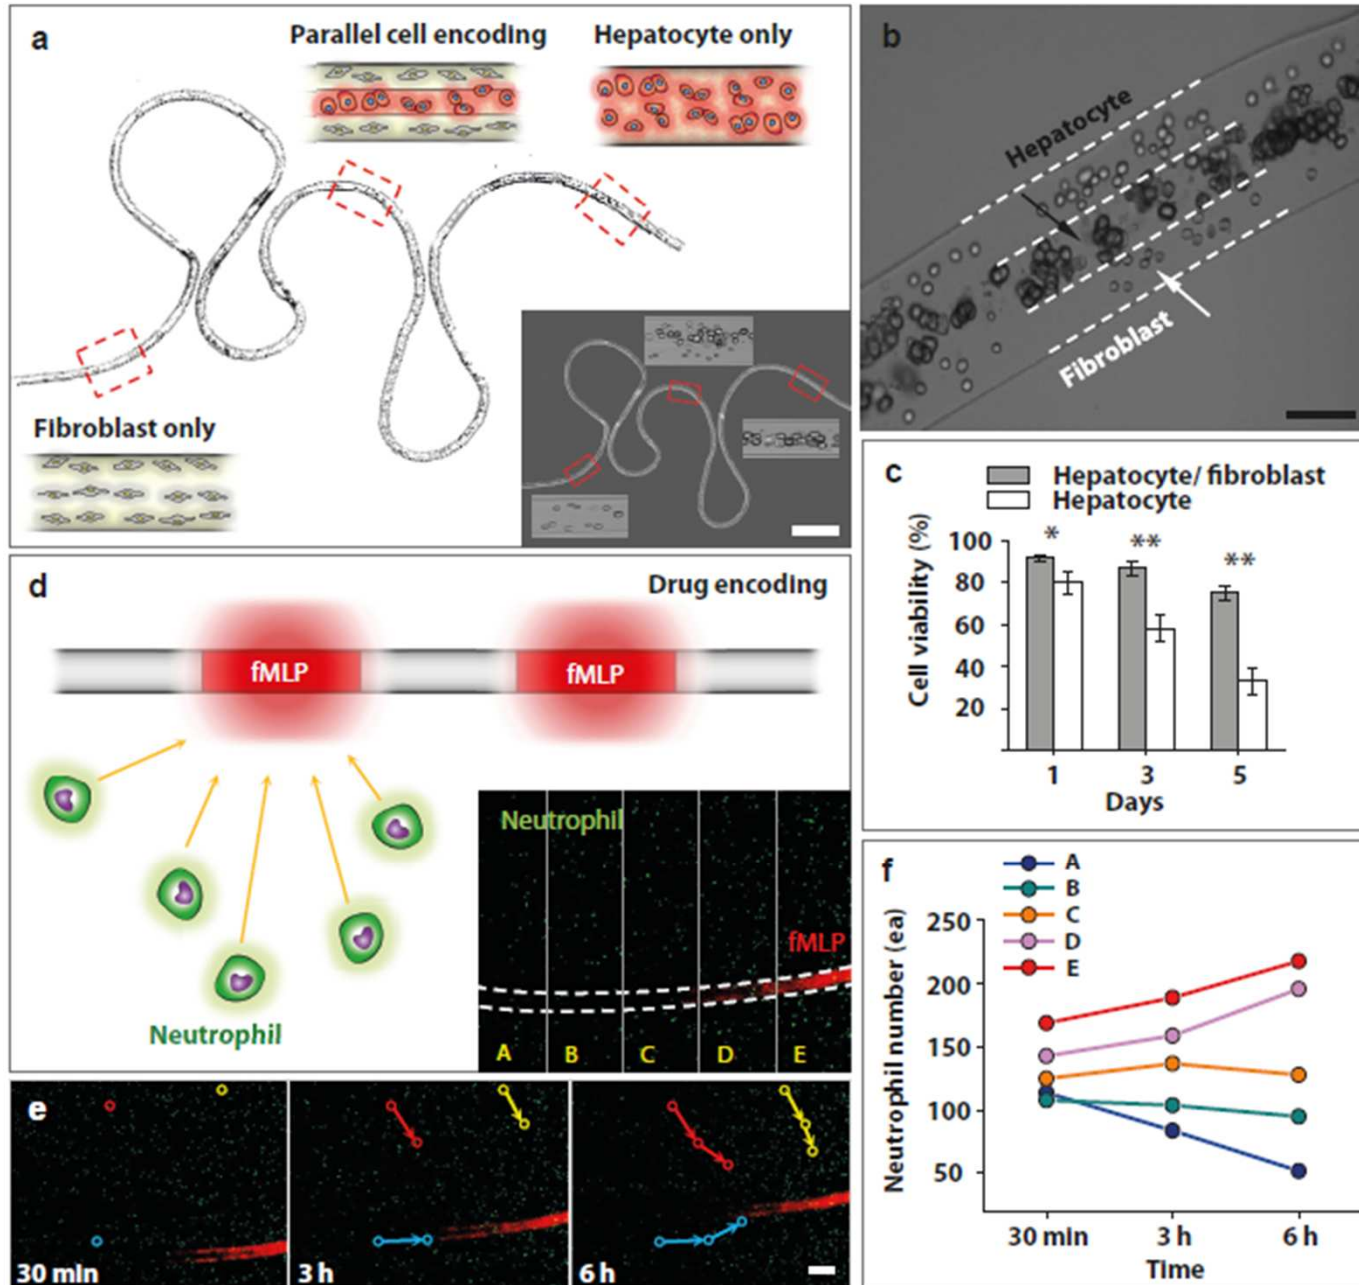 a
Parallel cell encoding
Hepatocyte only
Fibroblast only
b
Hepatocyte
Fibroblast
c
Hepatocyte/ fibroblast
Hepatocyte
Cell viability (%)
100
80
60
40
20
*
**
**
1
3
5
Days
d
Drug encoding
fMLP
fMLP
Neutrophil
Neutrophil
fMLP
A
B
C
D
E
e
30 min
3 h
6 h
f
A
B
C
D
E
Neutrophil number (ea)
250
200
150
100
50
30 min
3 h
6 h
Time